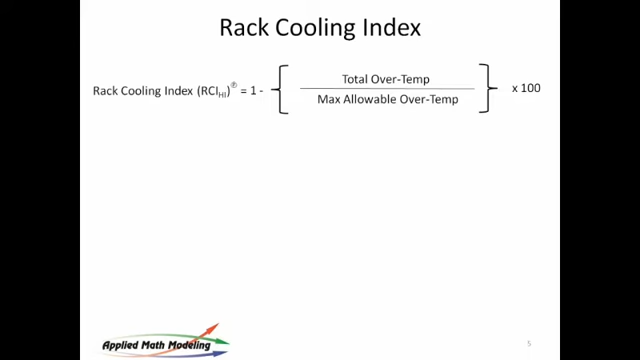 Rack Cooling Index
Rack Cooling Index (RCI_HI)® = 1 - { Total Over-Temp / Max Allowable Over-Temp } x 100
Applied Math Modeling
5